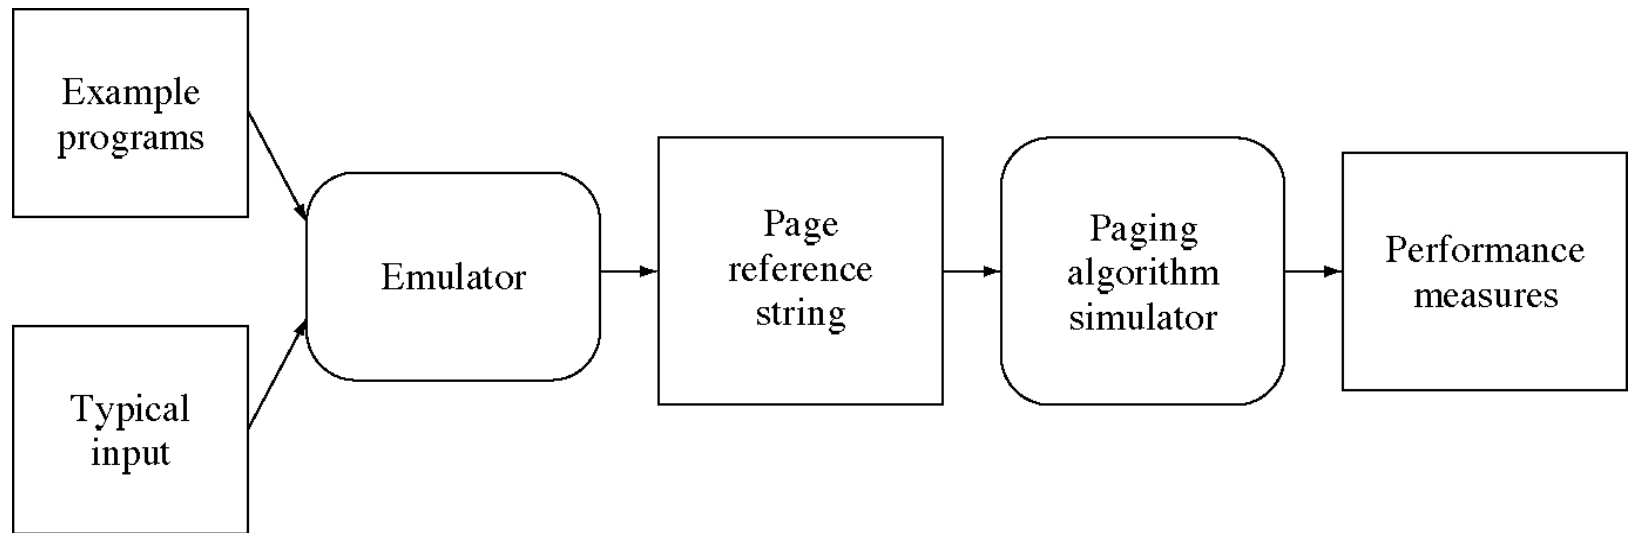 Example
programs
Typical
input
Emulator
Page
reference
string
Paging
algorithm
simulator
Performance
measures